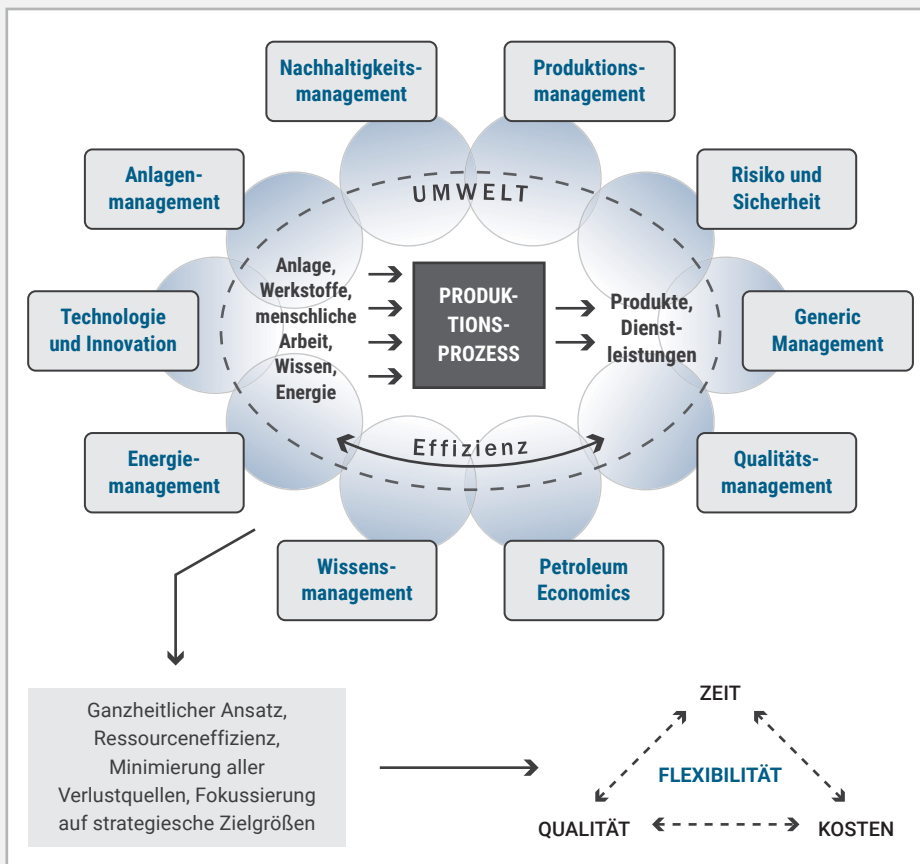 Nachhaltigkeits-
management
Produktions-
management
Anlagen-
management
Risiko und
Sicherheit
UMWELT
Technologie
und Innovation
Anlage,
Werkstoffe,
menschliche
Arbeit,
Wissen,
Energie
PRODUK-
TIONS-
PROZESS
Produkte,
Dienst-
leistungen
Generic
Management
Effizienz
Energie-
management
Qualitäts-
management
Wissens-
management
Petroleum
Economics
Ganzheitlicher Ansatz,
Ressourceneffizienz,
Minimierung aller
Verlustquellen, Fokussierung
auf strategiesche Zielgrößen
ZEIT
FLEXIBILITÄT
QUALITÄT
KOSTEN